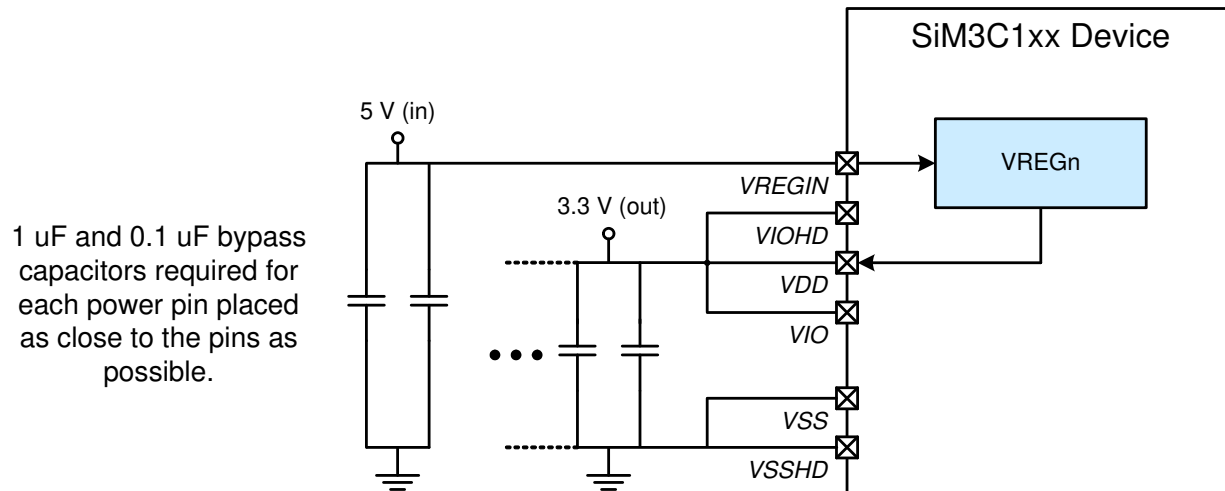 SiM3C1xx Device
5 V (in)
VREGn
VREGIN
3.3 V (out)
VIOHD
1 uF and 0.1 uF bypass
capacitors required for
each power pin placed
as close to the pins as
possible.
VDD
VIO
VSS
VSSHD